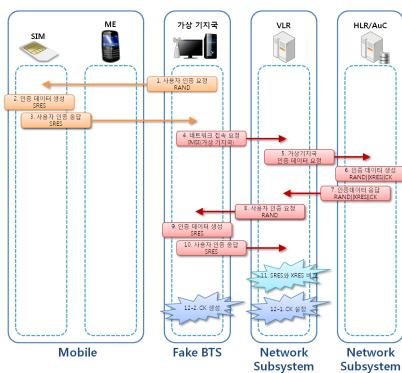 SIM
ME
가상 기지국
VLR
HLR/AuC
1. 사용자 인증 요청
RAND
2. 인증 데이터 생성
SRES
3. 사용자 인증 응답
SRES
4. 네트워크 접속 요청
IMSI(가상 기지국)
5. 가상기지국
인증 데이터 요청
6. 인증 데이터 생성
RAND||XRES||CK
7. 인증데이터 응답
RAND||XRES||CK
8. 사용자 인증 요청
RAND
9. 인증 데이터 생성
SRES
10. 사용자 인증 응답
SRES
11. SRES와 XRES 비교
12-2. CK 생성
12-1. CK 설정
Mobile
Fake BTS
Network
Subsystem
Network
Subsystem